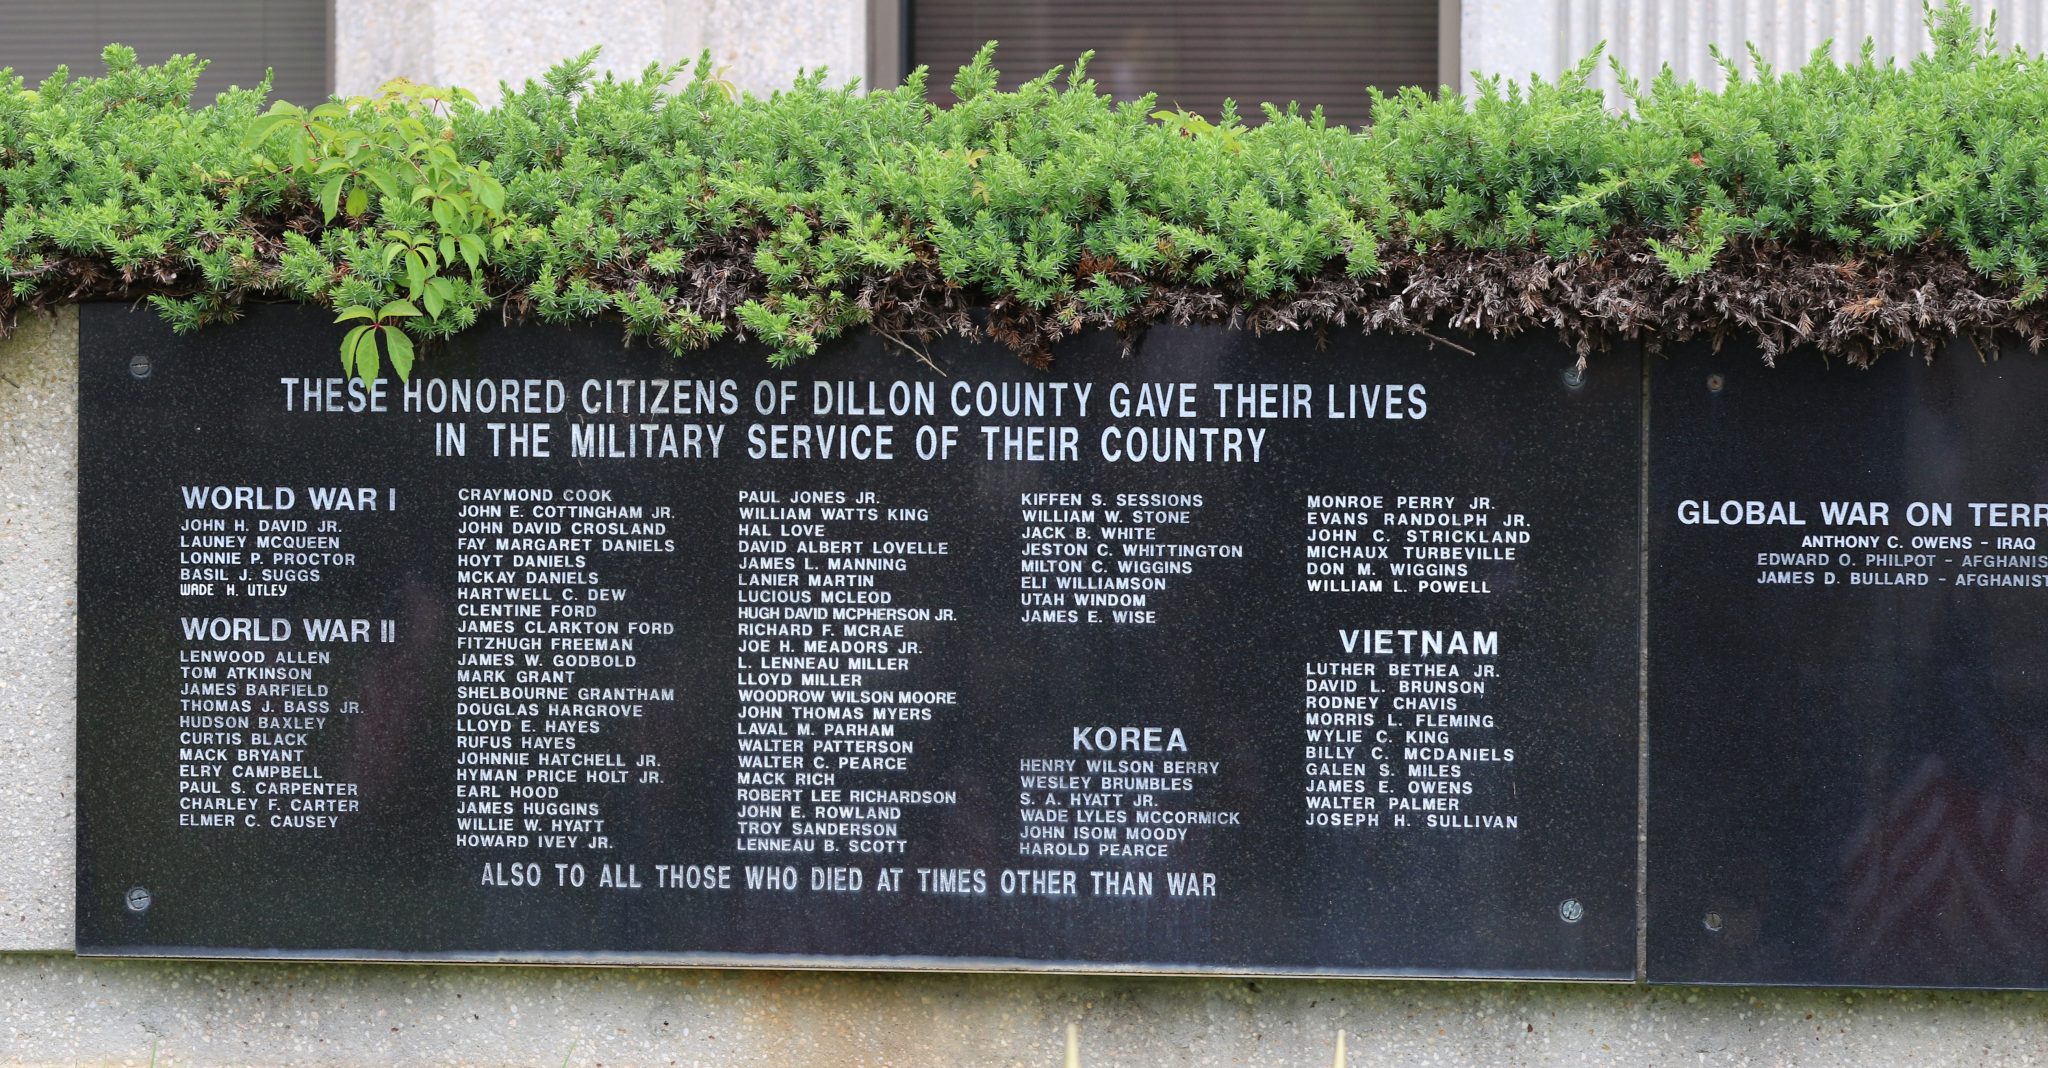 THESE HONORED CITIZENS OF DILLON COUNTY GAVE THEIR LIVES
IN THE MILITARY SERVICE OF THEIR COUNTRY
WORLD WAR I
JOHN H. DAVID JR.
LAUNEY MCQUEEN
LONNIE P. PROCTOR
BASIL J. SUGGS
WADE H. UTLEY
WORLD WAR II
LENWOOD ALLEN
TOM ATKINSON
JAMES BARFIELD
THOMAS J. BASS JR.
HUDSON BAXLEY
CURTIS BLACK
MACK BRYANT
ELRY CAMPBELL
PAUL S. CARPENTER
CHARLEY F. CARTER
ELMER C. CAUSEY
CRAYMOND COOK
JOHN E. COTTINGHAM JR.
JOHN DAVID CROSLAND
FAY MARGARET DANIELS
HOYT DANIELS
MCKAY DANIELS
HARTWELL C. DEW
CLENTINE FORD
JAMES CLARKTON FORD
FITZHUGH FREEMAN
JAMES W. GODBOLD
MARK GRANT
SHELBOURNE GRANTHAM
DOUGLAS HARGROVE
LLOYD E. HAYES
RUFUS HAYES
JOHNNIE HATCHELL JR.
HYMAN PRICE HOLT JR.
EARL HOOD
JAMES HUGGINS
WILLIE W. HYATT
HOWARD IVEY JR.
PAUL JONES JR.
WILLIAM WATTS KING
HAL LOVE
DAVID ALBERT LOVELLE
JAMES L. MANNING
LANIER MARTIN
LUCIOUS MCLEOD
HUGH DAVID MCPHERSON JR.
RICHARD F. MCRAE
JOE H. MEADORS JR.
L. LENNEAU MILLER
LLOYD MILLER
WOODROW WILSON MOORE
JOHN THOMAS MYERS
LAVAL M. PARHAM
WALTER PATTERSON
WALTER C. PEARCE
MACK RICH
ROBERT LEE RICHARDSON
JOHN E. ROWLAND
TROY SANDERSON
LENNEAU B. SCOTT
KIFFEN S. SESSIONS
WILLIAM W. STONE
JACK B. WHITE
JESTON C. WHITTINGTON
MILTON C. WIGGINS
ELI WILLIAMSON
UTAH WINDOM
JAMES E. WISE
KOREA
HENRY WILSON BERRY
WESLEY BRUMBLES
S. A. HYATT JR.
WADE LYLES MCCORMICK
JOHN ISOM MOODY
HAROLD PEARCE
MONROE PERRY JR.
EVANS RANDOLPH JR.
JOHN C. STRICKLAND
MICHAUX TURBEVILLE
DON M. WIGGINS
WILLIAM L. POWELL
VIETNAM
LUTHER BETHEA JR.
DAVID L. BRUNSON
RODNEY CHAVIS
MORRIS L. FLEMING
WYLIE C. KING
BILLY C. MCDANIELS
GALEN S. MILES
JAMES E. OWENS
WALTER PALMER
JOSEPH H. SULLIVAN
ALSO TO ALL THOSE WHO DIED AT TIMES OTHER THAN WAR
GLOBAL WAR ON TERR
ANTHONY C. OWENS - IRAQ
EDWARD O. PHILPOT - AFGHANIS
JAMES D. BULLARD - AFGHANIST